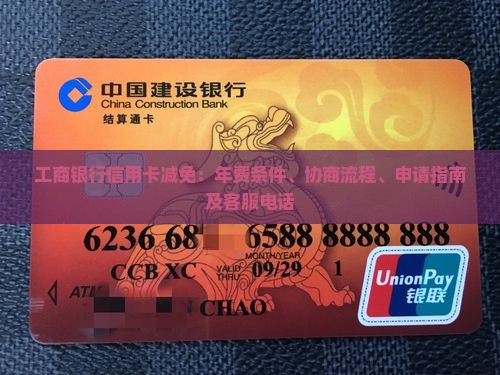 中国建设银行
China Construction Bank
结算通卡
工商银行信用卡减免：年费条件、协商流程、申请指南
及客服电话
6236 68 6588 8888 888
MONTH/YEAR
CCB XC VALID THRU 09/29 1
ATM
CHAO
UnionPay
银联